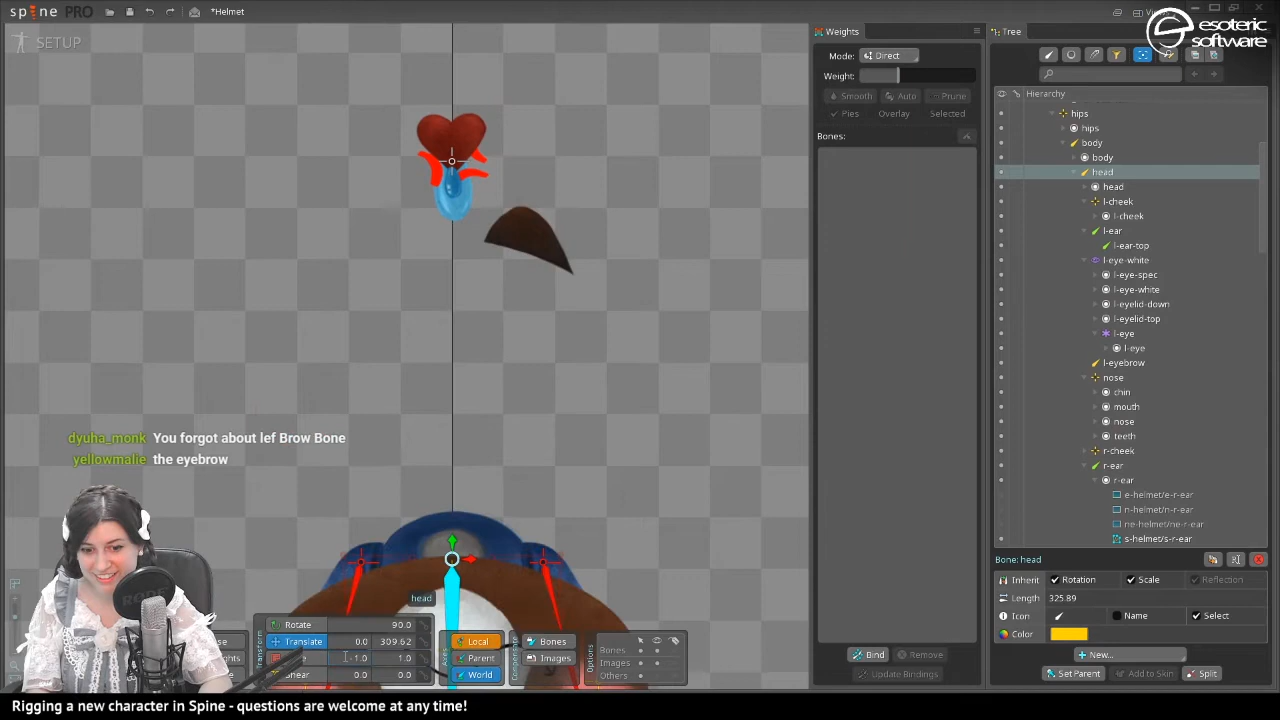 spine PRO
*Helmet
Views
esoteric
software
SETUP
Weights
Mode: Direct
Weight:
Smooth Auto Prune
Pies Overlay Selected
Bones:
Bind Remove
Update Bindings
Tree
Hierarchy
hips
hips
body
body
head
head
l-cheek
l-cheek
l-ear
l-ear-top
l-eye-white
l-eye-spec
l-eye-white
l-eyelid-down
l-eyelid-top
l-eye
l-eye
l-eyebrow
nose
chin
mouth
nose
teeth
r-cheek
r-ear
r-ear
e-helmet/e-r-ear
n-helmet/n-r-ear
ne-helmet/ne-r-ear
s-helmet/s-r-ear
Bone: head
Inherit Rotation Scale Reflection
Length 325.89
Icon Name Select
Color
New...
Set Parent Add to Skin Split
dyuha_monk You forgot about lef Brow Bone
yellowmalie the eyebrow
head
Transform
Rotate 90.0
Translate 0.0 309.62
-1.0 1.0
Shear 0.0 0.0
Axes
Local
Parent
World
Compensate
Bones
Images
Options
Bones
Images
Others
Rigging a new character in Spine - questions are welcome at any time!